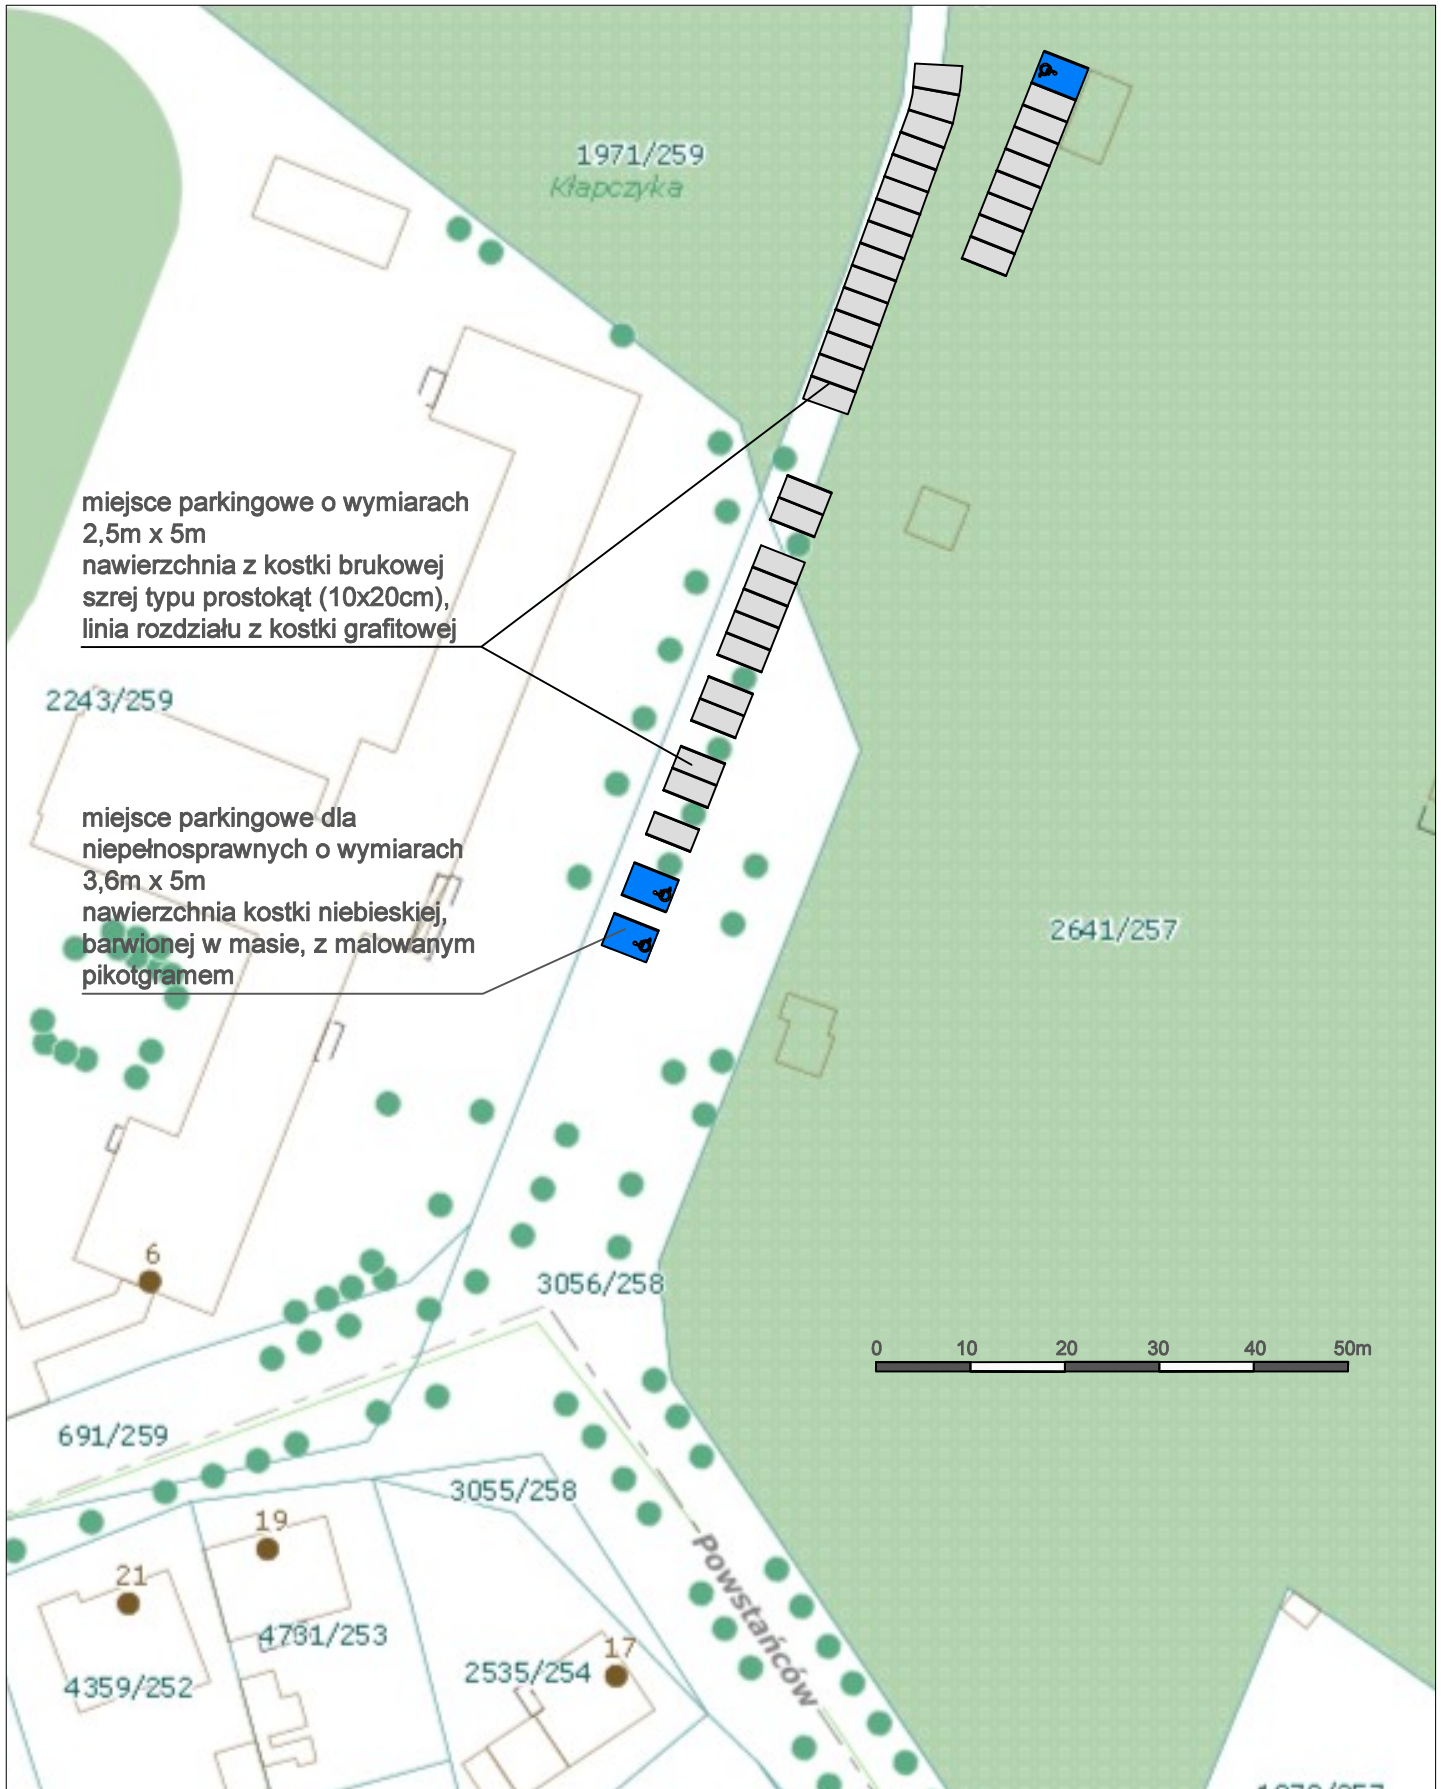 1971/259
Kłapczyka
miejsce parkingowe o wymiarach
2,5m x 5m
nawierzchnia z kostki brukowej
szrej typu prostokąt (10x20cm),
linia rozdziału z kostki grafitowej
2243/259
miejsce parkingowe dla
niepełnosprawnych o wymiarach
3,6m x 5m
nawierzchnia kostki niebieskiej,
barwionej w masie, z malowanym
pikotgramem
2641/257
6
3056/258
0 10 20 30 40 50m
691/259
3055/258
19
21
Powstańców
4731/253
17
2535/254
4359/252